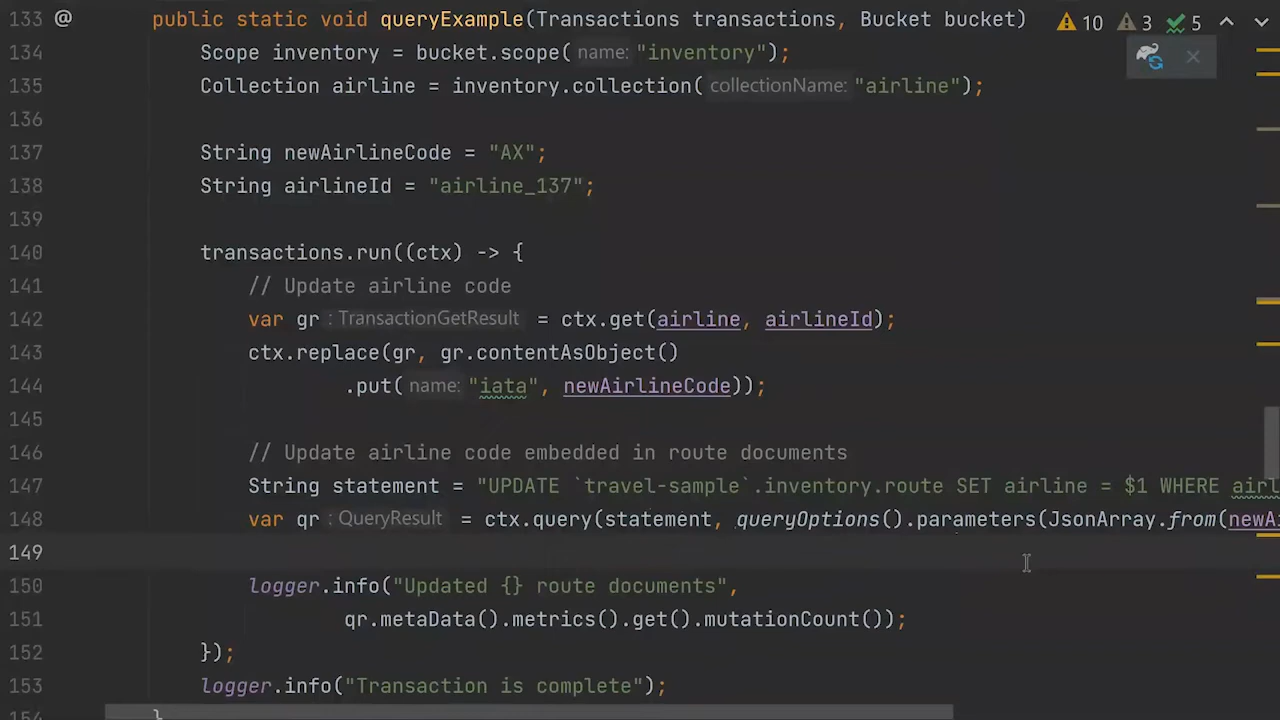 133 @ public static void queryExample(Transactions transactions, Bucket bucket) 10 3 5
134 Scope inventory = bucket.scope( name: "inventory");
135 Collection airline = inventory.collection( collectionName: "airline");
136
137 String newAirlineCode = "AX";
138 String airlineId = "airline_137";
139
140 transactions.run((ctx) -> {
141 // Update airline code
142 var gr : TransactionGetResult = ctx.get(airline, airlineId);
143 ctx.replace(gr, gr.contentAsObject()
144 .put( name: "iata", newAirlineCode));
145
146 // Update airline code embedded in route documents
147 String statement = "UPDATE `travel-sample`.inventory.route SET airline = $1 WHERE airl
148 var qr : QueryResult = ctx.query(statement, queryOptions().parameters(JsonArray.from(newA
149
150 logger.info("Updated {} route documents",
151 qr.metaData().metrics().get().mutationCount());
152 });
153 logger.info("Transaction is complete");
154 }